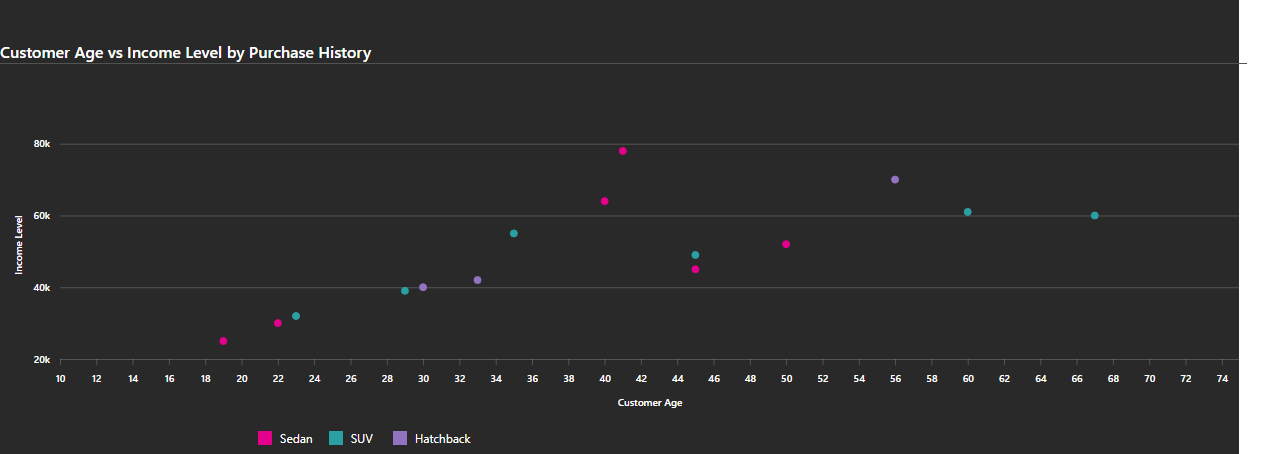 Customer Age vs Income Level by Purchase History
80k
60k
40k
20k
Income Level
10 12 14 16 18 20 22 24 26 28 30 32 34 36 38 40 42 44 46 48 50 52 54 56 58 60 62 64 66 68 70 72 74
Customer Age
Sedan SUV Hatchback